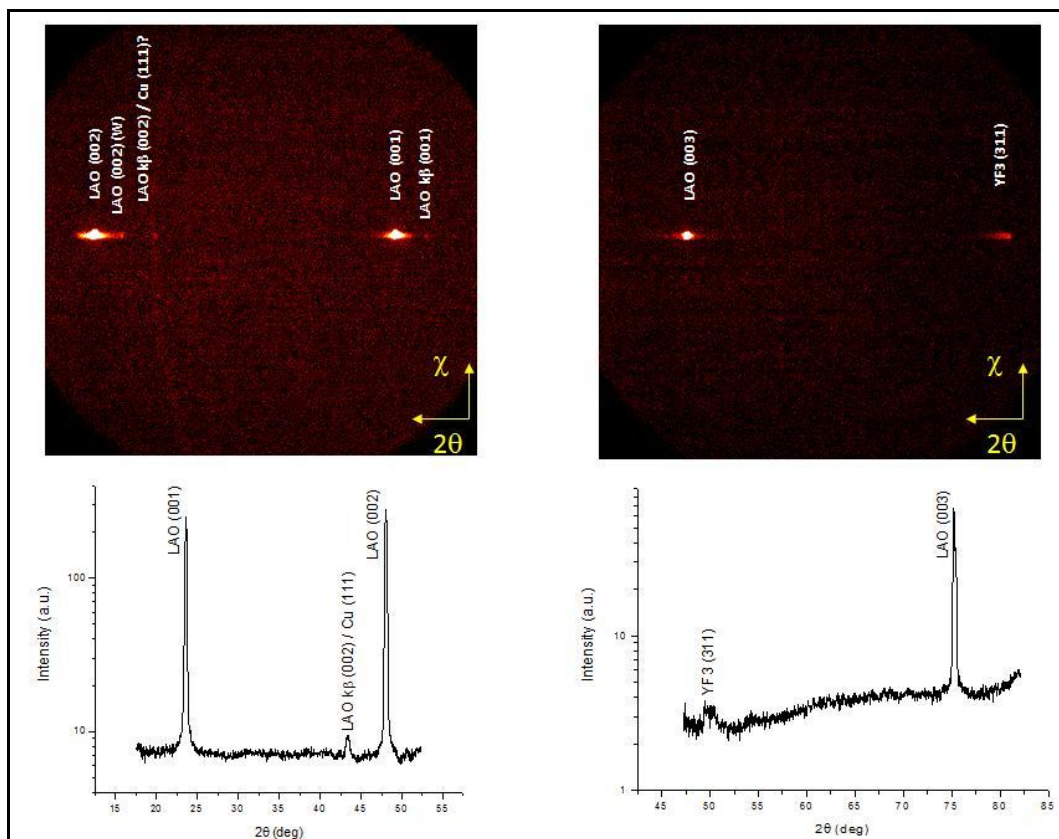 LAO (002)
LAO (002) (W)
LAO kβ (002) / Cu (111)?
LAO (001)
LAO kβ (001)
χ
2θ
LAO (003)
YF3 (311)
χ
2θ
Intensity (a.u.)
100
10
LAO (001)
LAO kβ (002) / Cu (111)
LAO (002)
15 20 25 30 35 40 45 50 55
2θ (deg)
Intensity (a.u.)
10
1
YF3 (311)
LAO (003)
45 50 55 60 65 70 75 80 85
2θ (deg)